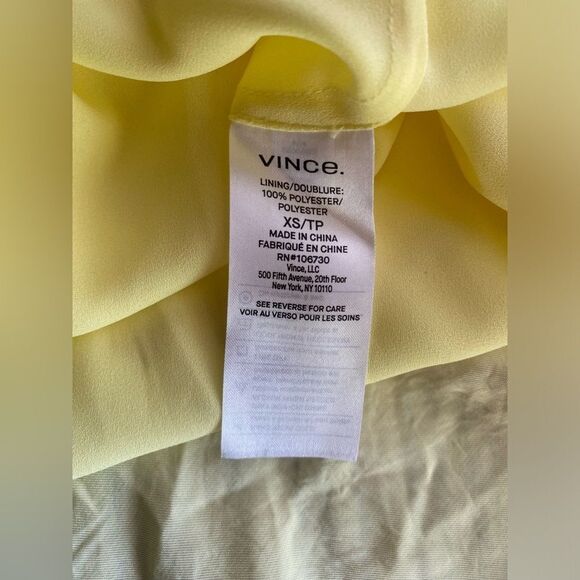 VINCE.
LINING/DOUBLURE:
100% POLYESTER/
POLYESTER
XS/TP
MADE IN CHINA
FABRIQUÉ EN CHINE
RN#106730
Vince, LLC
500 Fifth Avenue, 20th Floor
New York, NY 10110
SEE REVERSE FOR CARE
VOIR AU VERSO POUR LES SOINS